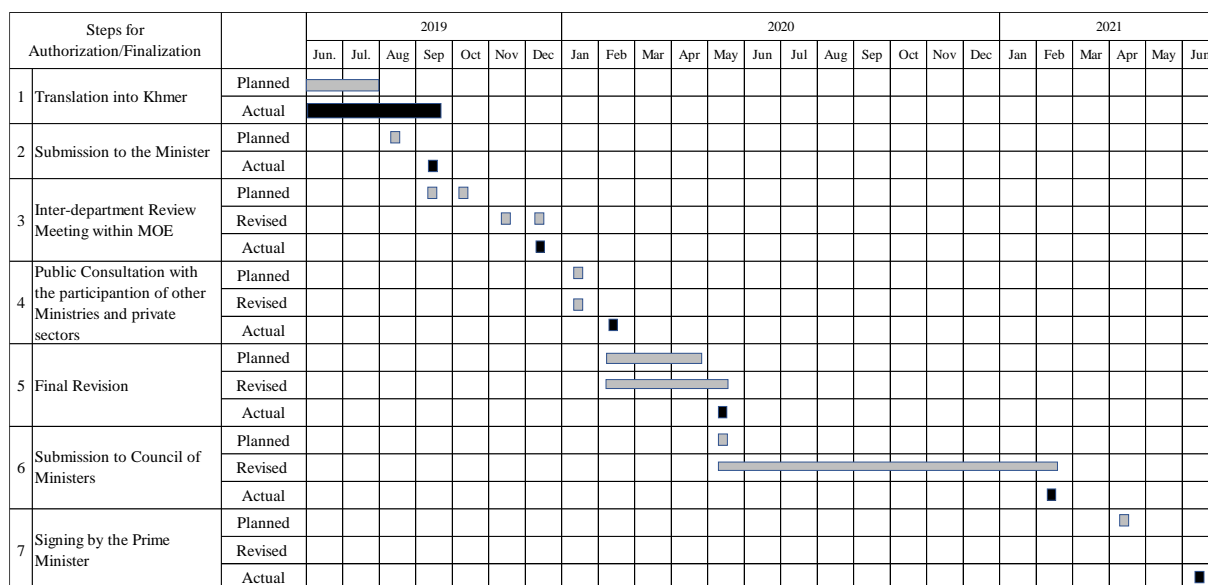 Steps for
Authorization/Finalization
2019
2020
2021
Jun. Jul. Aug Sep Oct Nov Dec Jan Feb Mar Apr May Jun Jul Aug Sep Oct Nov Dec Jan Feb Mar Apr May Jun
1 Translation into Khmer
Planned
Actual
2 Submission to the Minister
Planned
Actual
3 Inter-department Review
Meeting within MOE
Planned
Revised
Actual
4 Public Consultation with
the participantion of other
Ministries and private
sectors
Planned
Revised
Actual
5 Final Revision
Planned
Revised
Actual
6 Submission to Council of
Ministers
Planned
Revised
Actual
7 Signing by the Prime
Minister
Planned
Revised
Actual